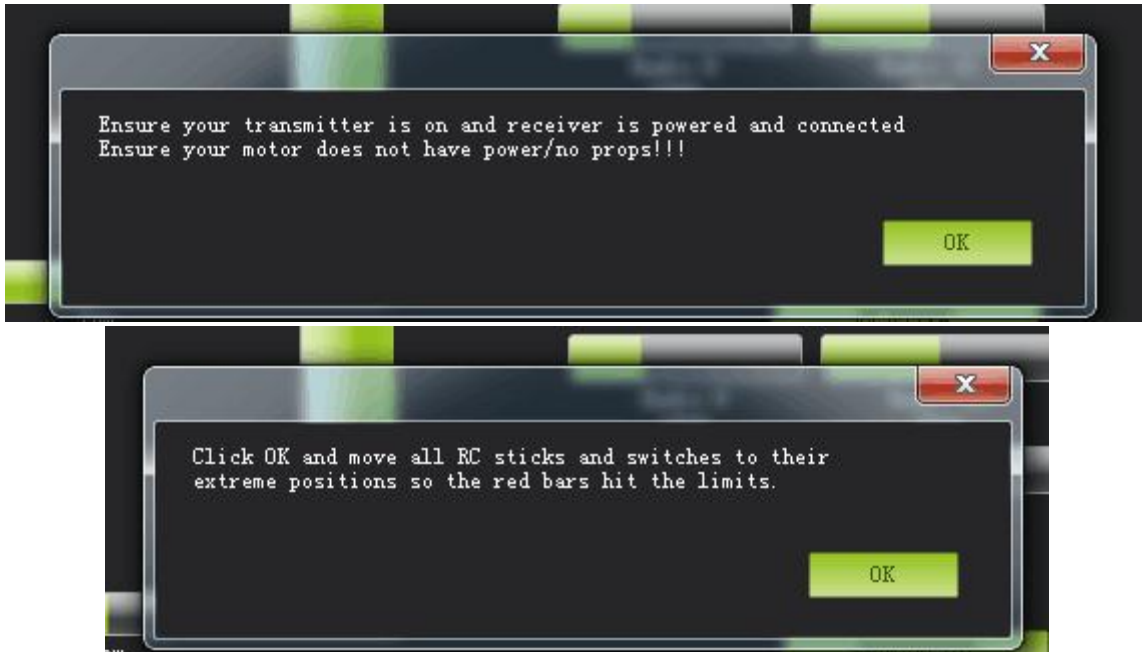 Ensure your transmitter is on and receiver is powered and connected
Ensure your motor does not have power/no props!!!
OK
Click OK and move all RC sticks and switches to their
extreme positions so the red bars hit the limits.
OK